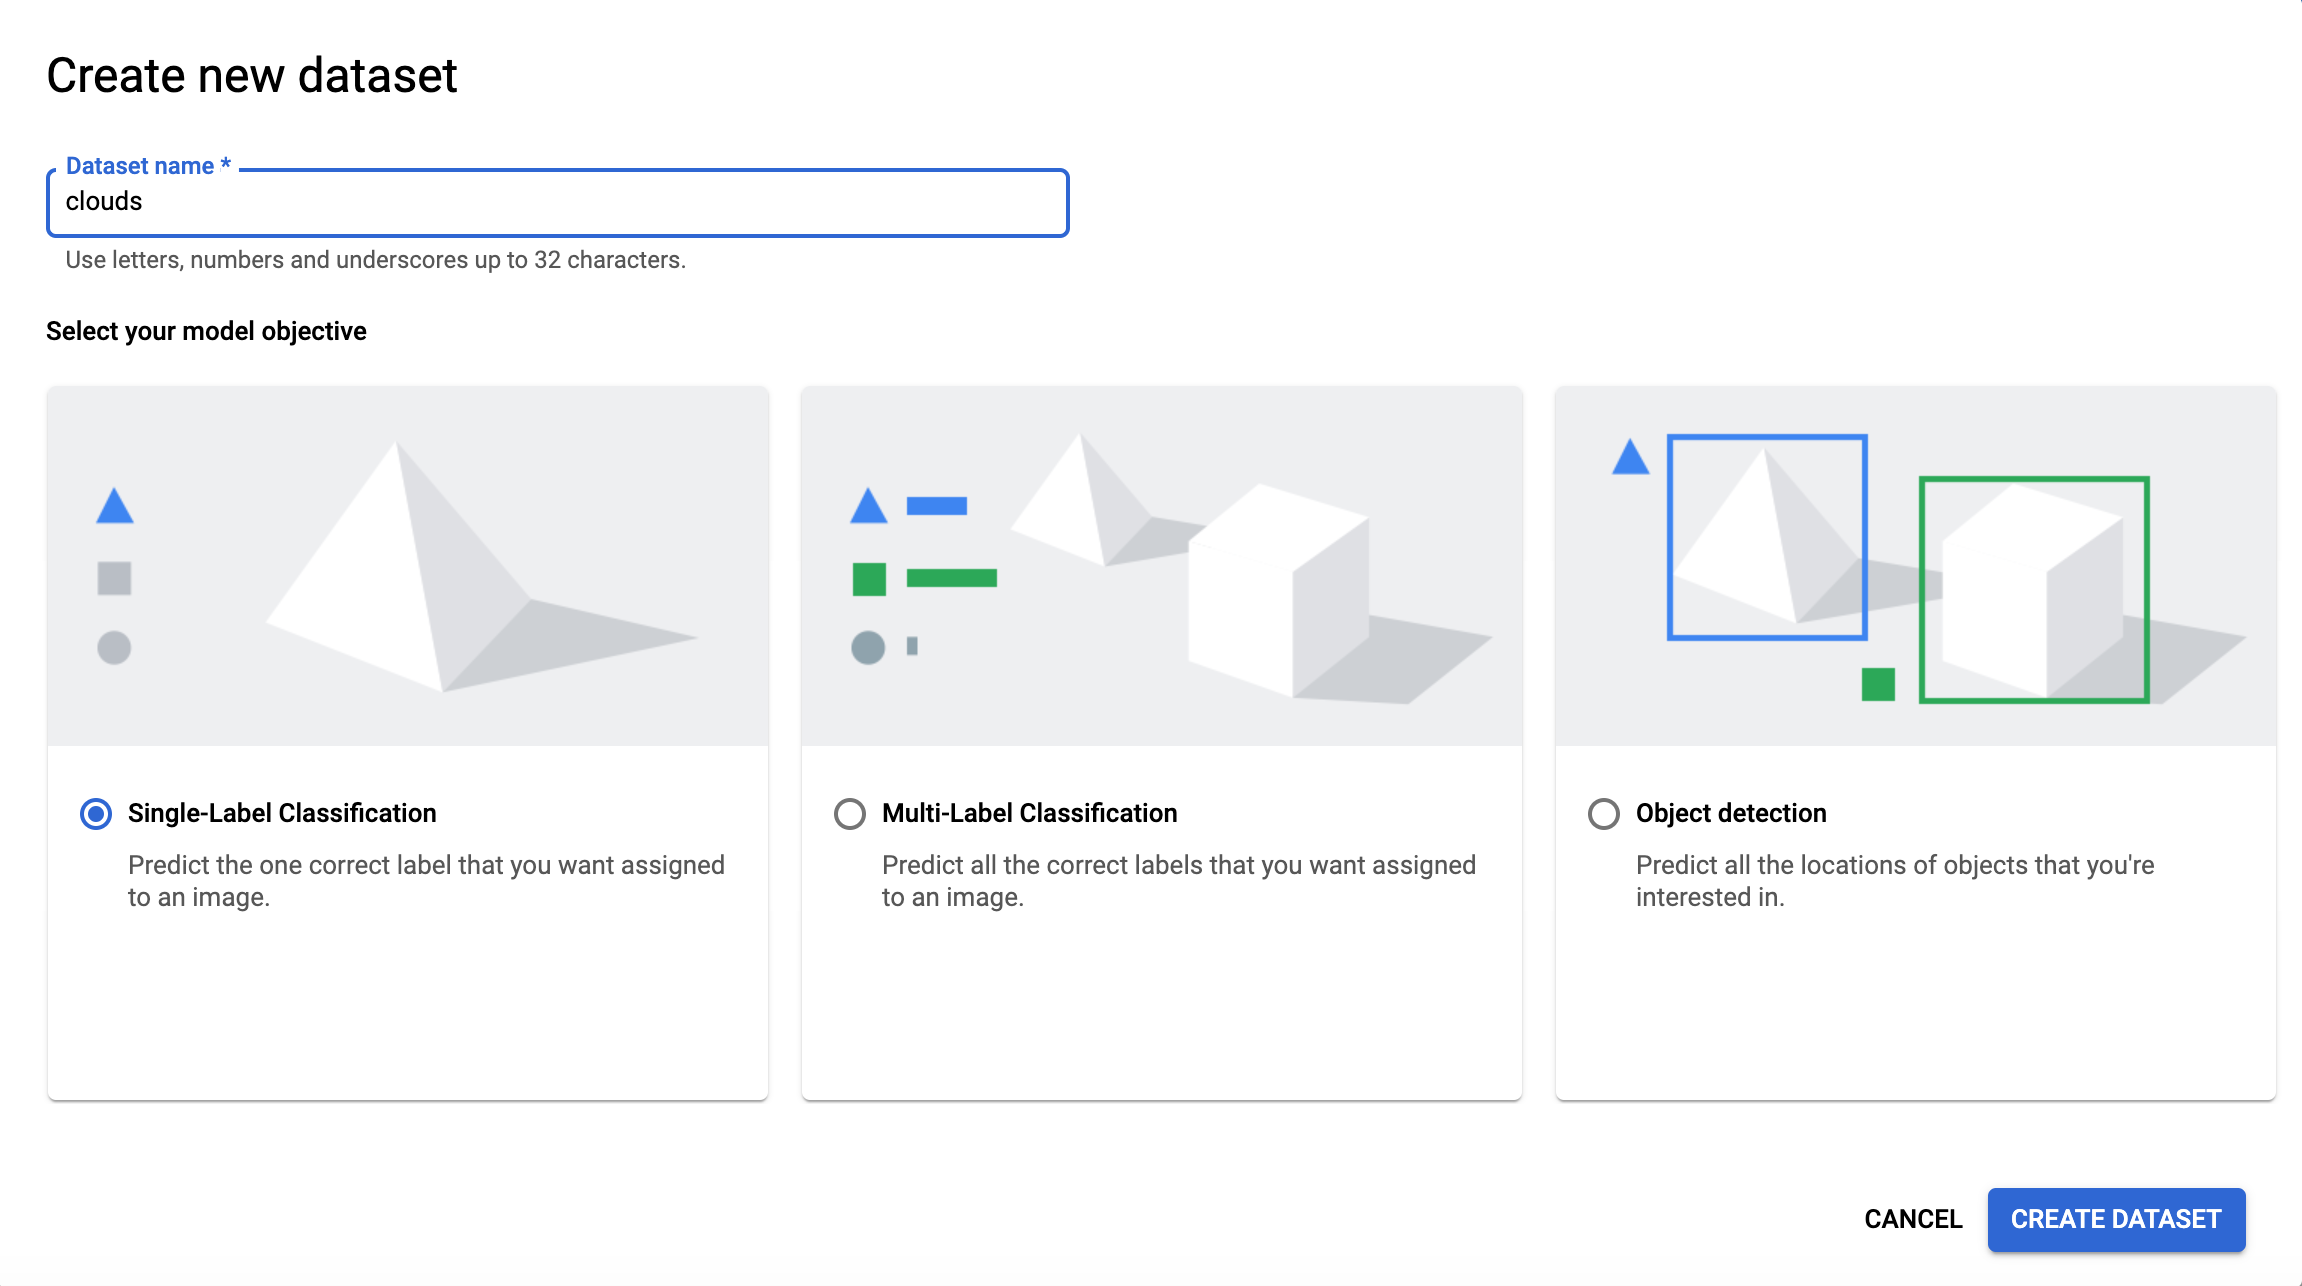 Create new dataset
Dataset name *
clouds
Use letters, numbers and underscores up to 32 characters.
Select your model objective
Single-Label Classification
Predict the one correct label that you want assigned
to an image.
Multi-Label Classification
Predict all the correct labels that you want assigned
to an image.
Object detection
Predict all the locations of objects that you're
interested in.
CANCEL
CREATE DATASET